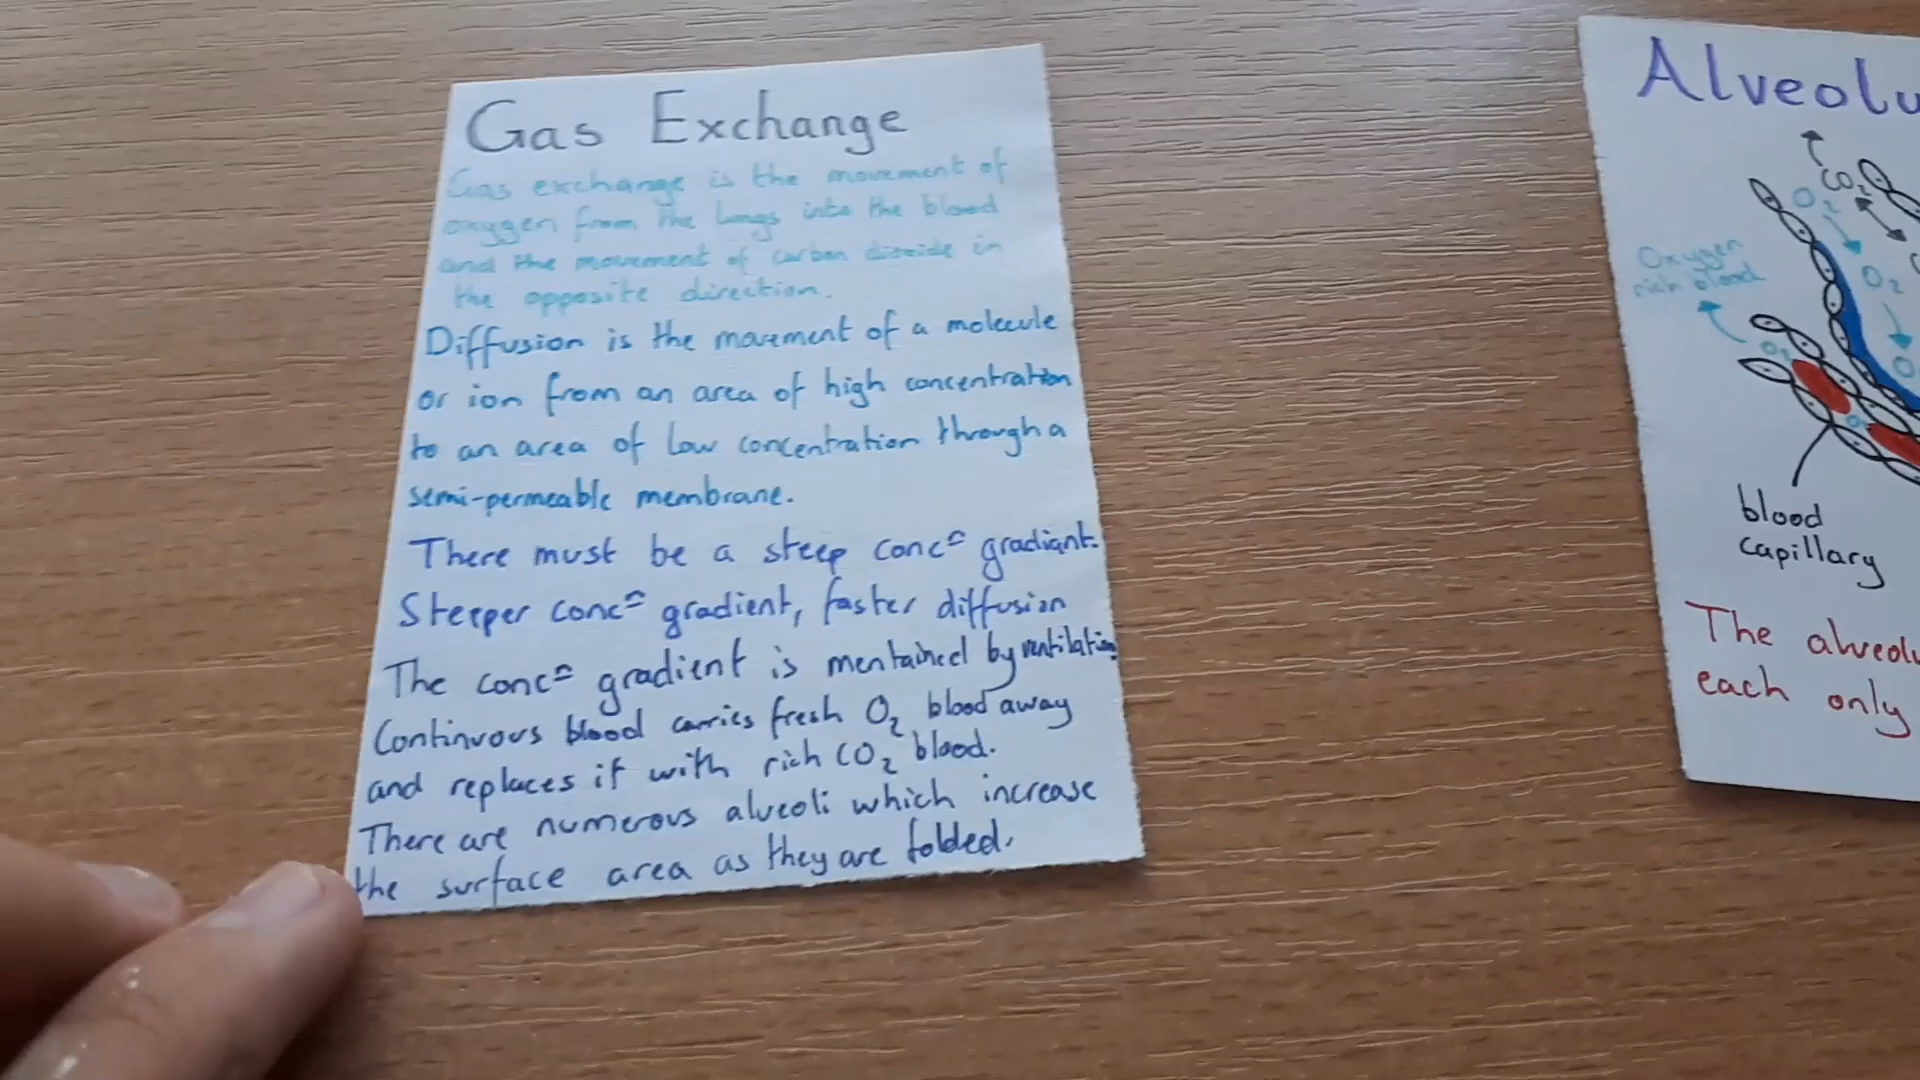 Gas Exchange
Gas exchange is the movement of
oxygen from the lungs into the blood
and the movement of carbon dioxide in
the opposite direction.
Diffusion is the movement of a molecule
or ion from an area of high concentration
to an area of low concentration through a
semi-permeable membrane.
There must be a steep concⁿ gradiant.
Steeper concⁿ gradient, faster diffusion
The concⁿ gradient is mentained by ventilation.
Continuous blood carries fresh O₂ blood away
and replaces it with rich CO₂ blood.
There are numerous alveoli which increase
the surface area as they are folded.
Alveolu
CO₂
O₂
Oxygen
rich blood
O₂
O₂
O
O₂
blood
capillary
The alveolu
each only